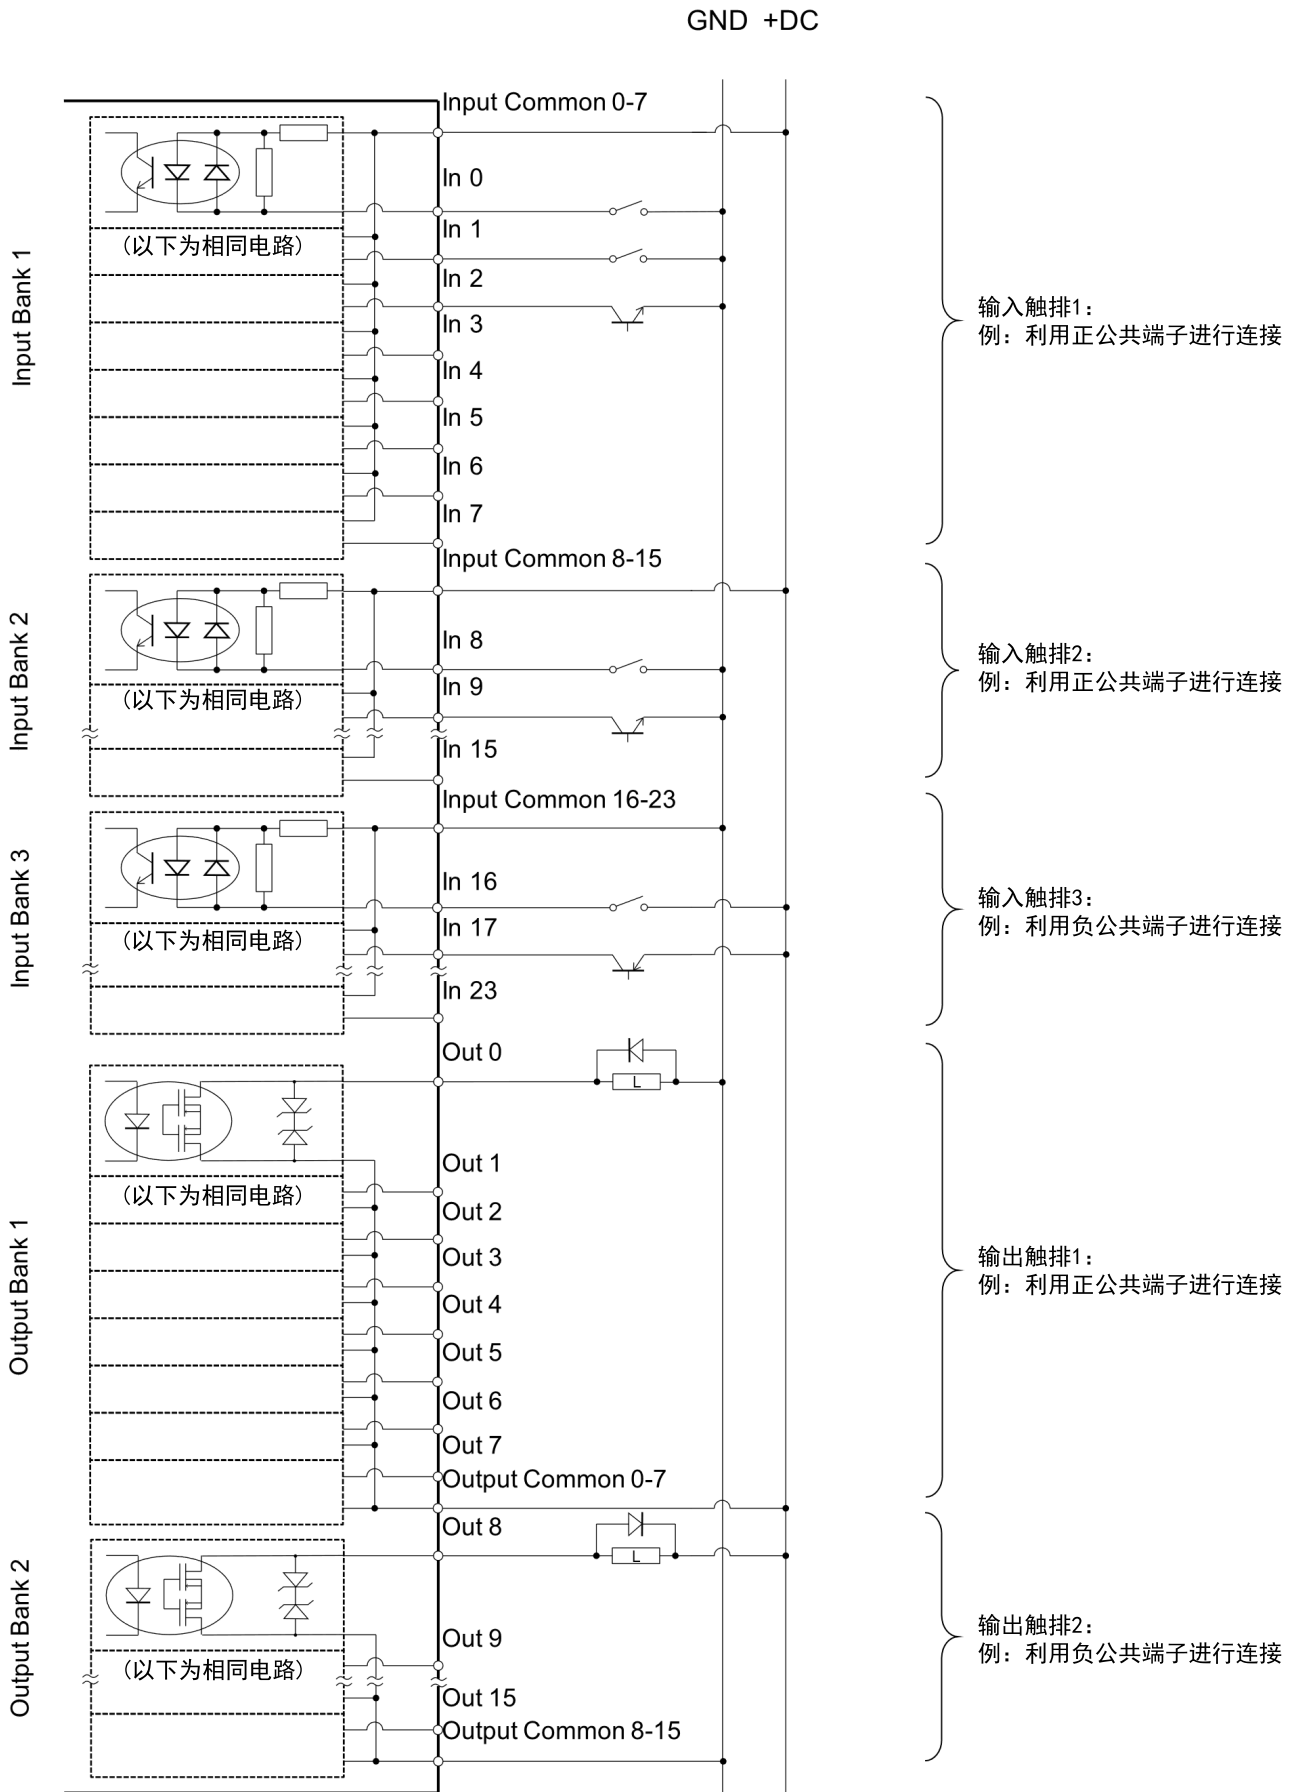 GND +DC
Input Bank 1
Input Common 0-7
In 0
In 1
(以下为相同电路)
In 2
In 3
In 4
In 5
In 6
In 7
输入触排1:
例: 利用正公共端子进行连接
Input Bank 2
Input Common 8-15
In 8
In 9
(以下为相同电路)
In 15
输入触排2:
例: 利用正公共端子进行连接
Input Bank 3
Input Common 16-23
In 16
In 17
(以下为相同电路)
In 23
输入触排3:
例: 利用负公共端子进行连接
Output Bank 1
Out 0
L
Out 1
(以下为相同电路)
Out 2
Out 3
Out 4
Out 5
Out 6
Out 7
Output Common 0-7
输出触排1:
例: 利用正公共端子进行连接
Output Bank 2
Out 8
L
Out 9
(以下为相同电路)
Out 15
Output Common 8-15
输出触排2:
例: 利用负公共端子进行连接